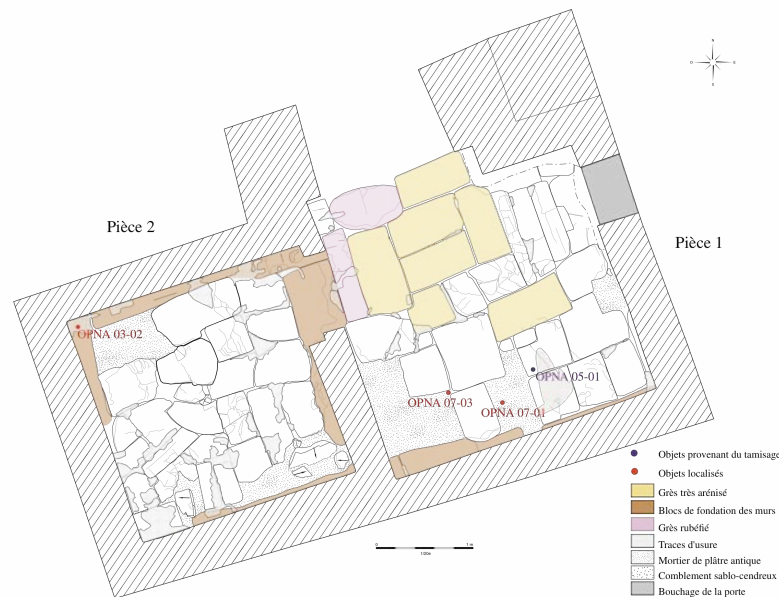 N
O
E
S
Pièce 2
Pièce 1
OPNA 03-02
OPNA 05-01
OPNA 07-03
OPNA 07-01
Objets provenant du tamisage
Objets localisés
Grès très arénisé
Blocs de fondation des murs
Grès rubéfié
Traces d'usure
Mortier de plâtre antique
Comblement sablo-cendreux
Bouchage de la porte
0
1 m
1/20e